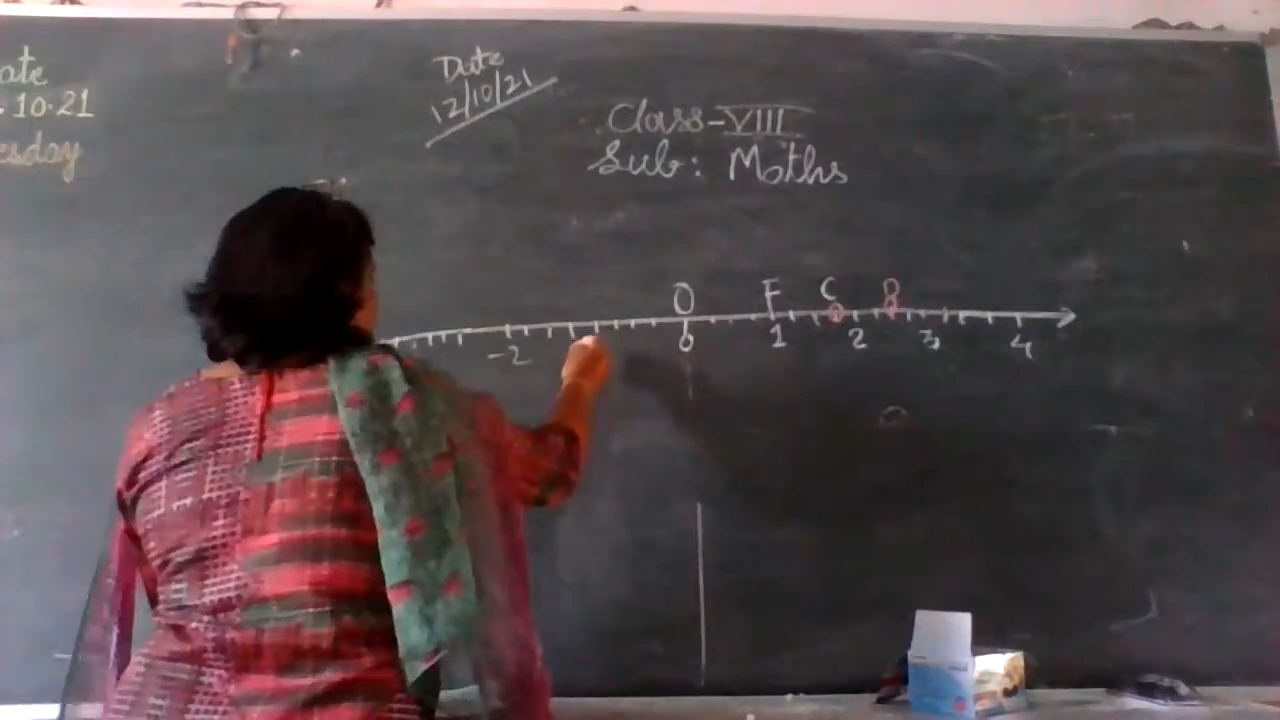 ate
10.21
esday
Date
12/10/21
Class-VIII
Sub: Maths
O F C B
-2 0 1 2 3 4